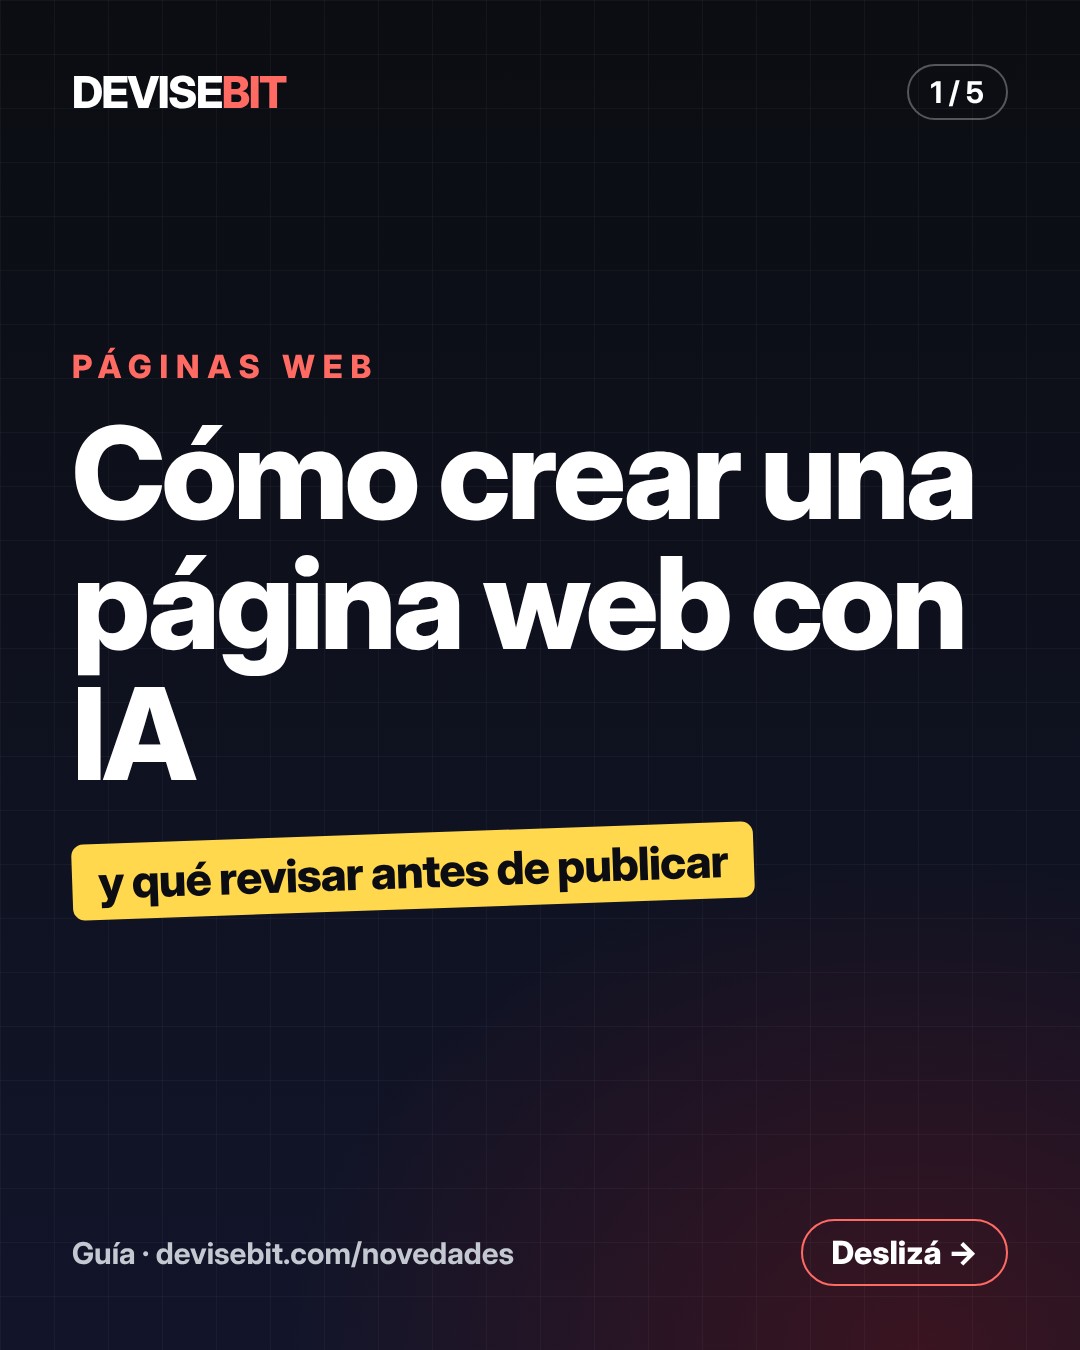 DEVISEBIT
1/5
PÁGINAS WEB
Cómo crear una
página web con
IA
y qué revisar antes de publicar
Guía · devisebit.com/novedades
Deslizá →